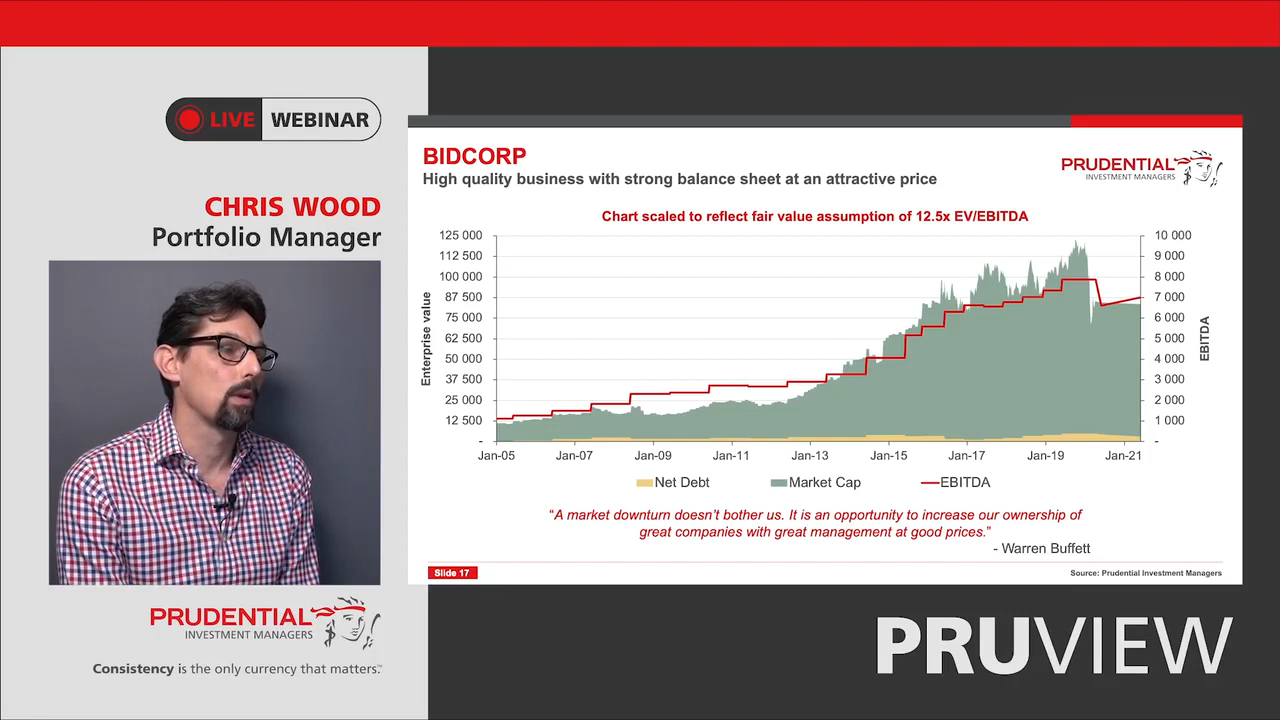 LIVE WEBINAR
CHRIS WOOD
Portfolio Manager
PRUDENTIAL
INVESTMENT MANAGERS
Consistency is the only currency that matters.™
BIDCORP
High quality business with strong balance sheet at an attractive price
PRUDENTIAL
INVESTMENT MANAGERS
Chart scaled to reflect fair value assumption of 12.5x EV/EBITDA
Enterprise value
125 000
112 500
100 000
87 500
75 000
62 500
50 000
37 500
25 000
12 500
-
10 000
9 000
8 000
7 000
6 000
5 000
4 000
3 000
2 000
1 000
-
EBITDA
Jan-05 Jan-07 Jan-09 Jan-11 Jan-13 Jan-15 Jan-17 Jan-19 Jan-21
Net Debt Market Cap EBITDA
“A market downturn doesn’t bother us. It is an opportunity to increase our ownership of
great companies with great management at good prices.”
- Warren Buffett
Slide 17
Source: Prudential Investment Managers
PRUVIEW